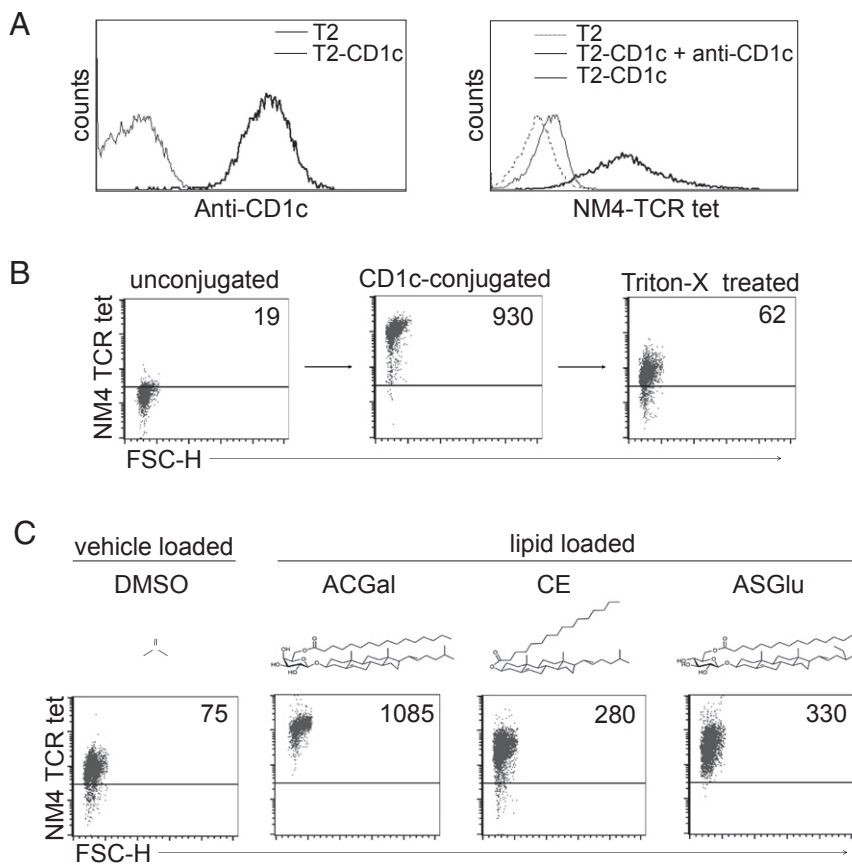 A
T2
T2-CD1c
counts
Anti-CD1c
T2
T2-CD1c + anti-CD1c
T2-CD1c
counts
NM4-TCR tet
B
unconjugated
CD1c-conjugated
Triton-X treated
19
930
62
NM4 TCR tet
FSC-H
C
vehicle loaded
lipid loaded
DMSO
ACGal
CE
ASGlu
75
1085
280
330
NM4 TCR tet
FSC-H